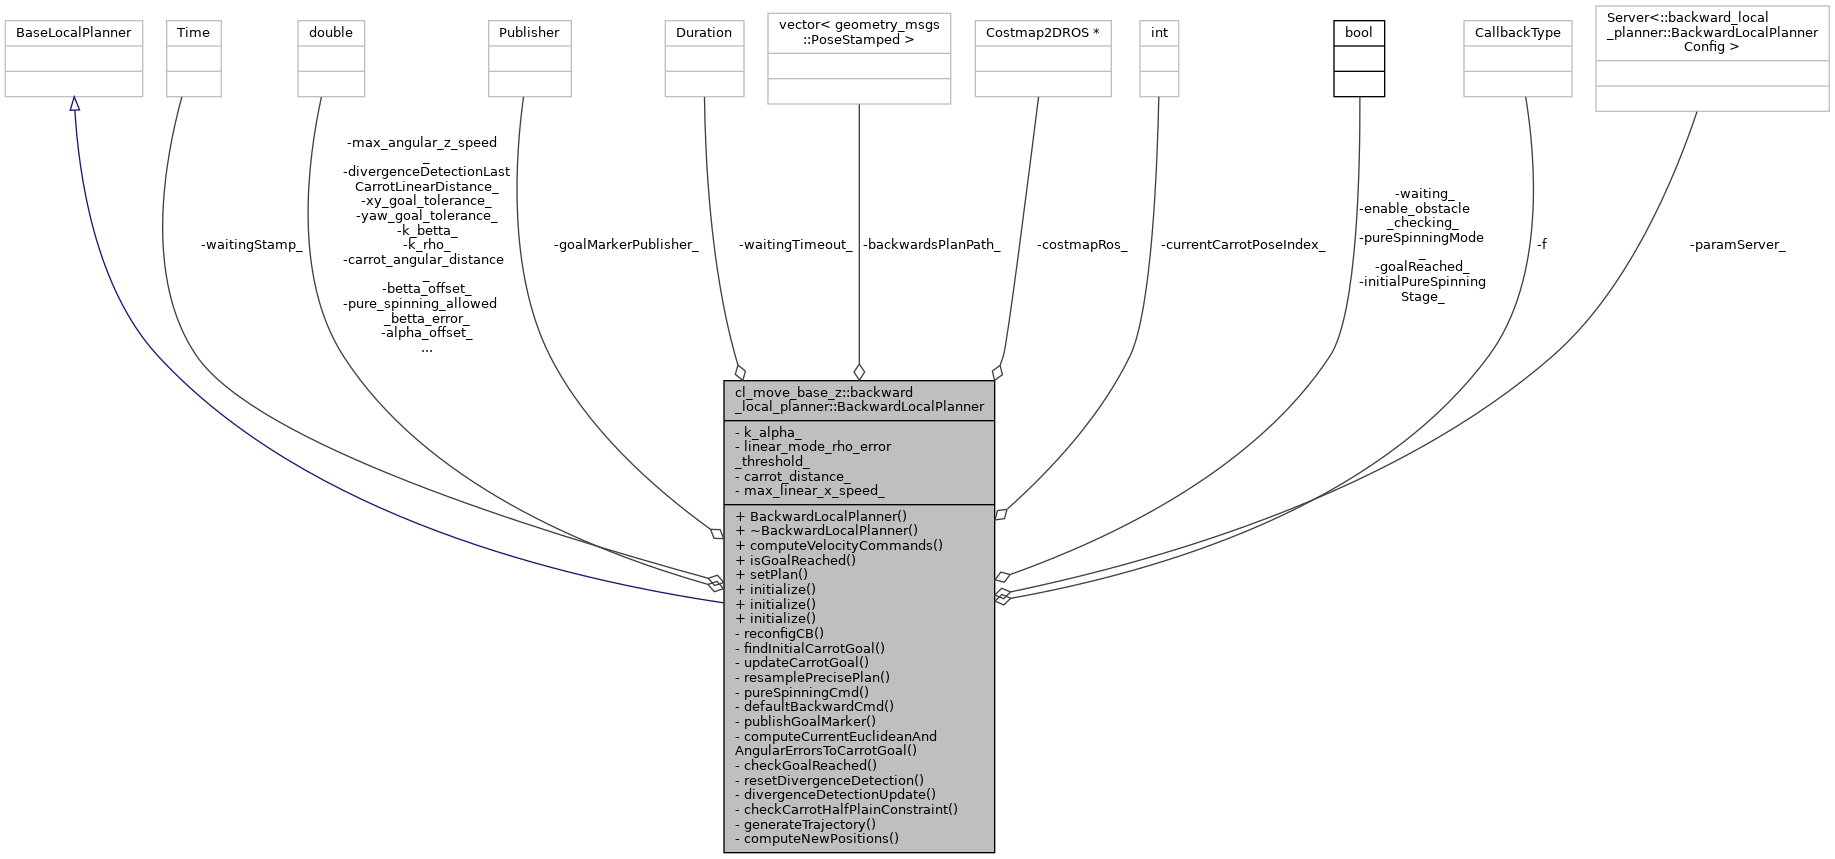 BaseLocalPlanner
Time
double
Publisher
Duration
vector< geometry_msgs
::PoseStamped >
Costmap2DROS *
int
bool
CallbackType
Server<::backward_local
_planner::BackwardLocalPlanner
Config >
-waitingStamp_
-max_angular_z_speed
_
-divergenceDetectionLast
CarrotLinearDistance_
-xy_goal_tolerance_
-yaw_goal_tolerance_
-k_betta_
-k_rho_
-carrot_angular_distance
_
-betta_offset_
-pure_spinning_allowed
_betta_error_
-alpha_offset_
...
-goalMarkerPublisher_
-waitingTimeout_
-backwardsPlanPath_
-costmapRos_
-currentCarrotPoseIndex_
-waiting_
-enable_obstacle
_checking_
-pureSpinningMode
_
-goalReached_
-initialPureSpinning
Stage_
-f
-paramServer_
cl_move_base_z::backward
_local_planner::BackwardLocalPlanner
- k_alpha_
- linear_mode_rho_error
_threshold_
- carrot_distance_
- max_linear_x_speed_
+ BackwardLocalPlanner()
+ ~BackwardLocalPlanner()
+ computeVelocityCommands()
+ isGoalReached()
+ setPlan()
+ initialize()
+ initialize()
+ initialize()
- reconfigCB()
- findInitialCarrotGoal()
- updateCarrotGoal()
- resamplePrecisePlan()
- pureSpinningCmd()
- defaultBackwardCmd()
- publishGoalMarker()
- computeCurrentEuclideanAnd
AngularErrorsToCarrotGoal()
- checkGoalReached()
- resetDivergenceDetection()
- divergenceDetectionUpdate()
- checkCarrotHalfPlainConstraint()
- generateTrajectory()
- computeNewPositions()